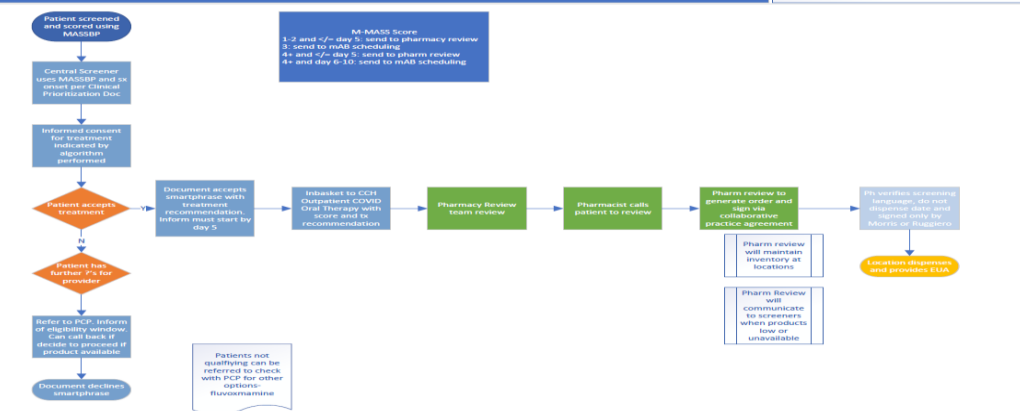 Patient screened
and scored using
MASSBP
M-MASS Score
1-2 and </= day 5: send to pharmacy review
3: send to mAB scheduling
4+ and </= day 5: send to pharm review
4+ and day 6-10: send to mAB scheduling
Central Screener
uses MASSBP and sx
onset per Clinical
Prioritization Doc
Informed consent
for treatment
indicated by
algorithm
performed
Patient accepts
treatment
Y
Document accepts
smartphrase with
treatment
recommendation.
Inform must start by
day 5
Inbasket to CCH
Outpatient COVID
Oral Therapy with
score and tx
recommendation
Pharmacy Review
team review
Pharmacist calls
patient to review
Pharm review to
generate order and
sign via
collaborative
practice agreement
Ph verifies screening
language, do not
dispense date and
signed only by
Morris or Ruggiero
N
Pharm review
will maintain
inventory at
locations
Location dispenses
and provides EUA
Patient has
further ?'s for
provider
Pharm Review
will
communicate
to screeners
when products
low or
unavailable
Refer to PCP. Inform
of eligibility window.
Can call back if
decide to proceed if
product available
Patients not
qualfiying can be
referred to check
with PCP for other
options-
fluvoxmamine
Document declines
smartphrase